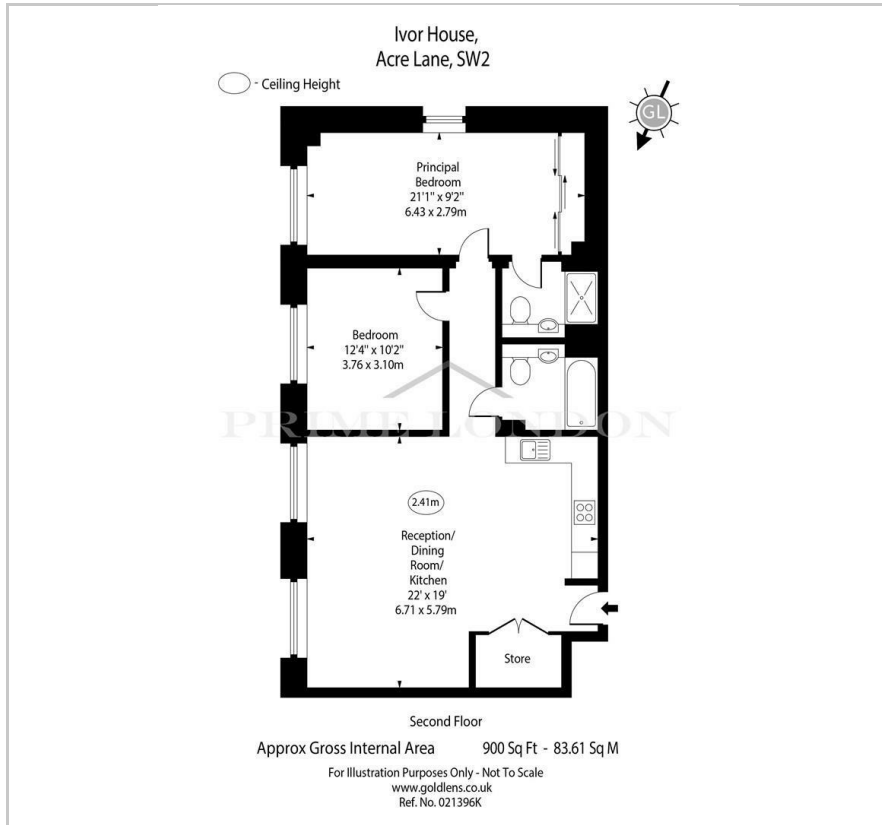 Ivor House,
Acre Lane, SW2
- Ceiling Height
GL
Principal
Bedroom
21'1" x 9'2"
6.43 x 2.79m
Bedroom
12'4" x 10'2"
3.76 x 3.10m
PRIME LONDON
2.41m
Reception/
Dining
Room/
Kitchen
22' x 19'
6.71 x 5.79m
Store
Second Floor
Approx Gross Internal Area 900 Sq Ft - 83.61 Sq M
For Illustration Purposes Only - Not To Scale
www.goldlens.co.uk
Ref. No. 021396K